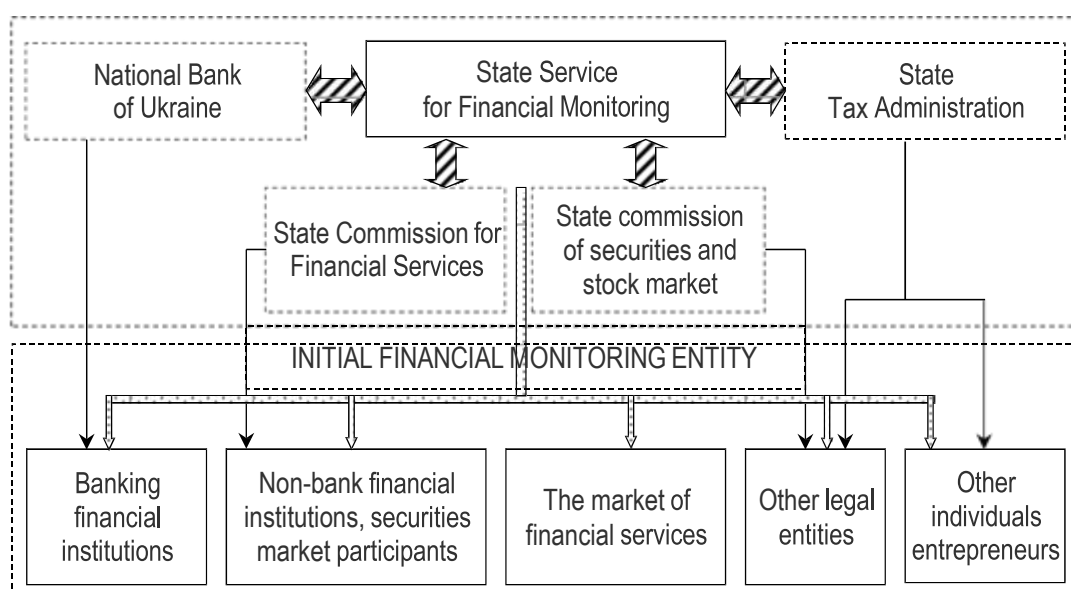 National Bank
of Ukraine
State Service
for Financial Monitoring
State
Tax Administration
State Commission for
Financial Services
State commission
of securities and
stock market
INITIAL FINANCIAL MONITORING ENTITY
Banking
financial
institutions
Non-bank financial
institutions, securities
market participants
The market of
financial services
Other legal
entities
Other
individuals
entrepreneurs